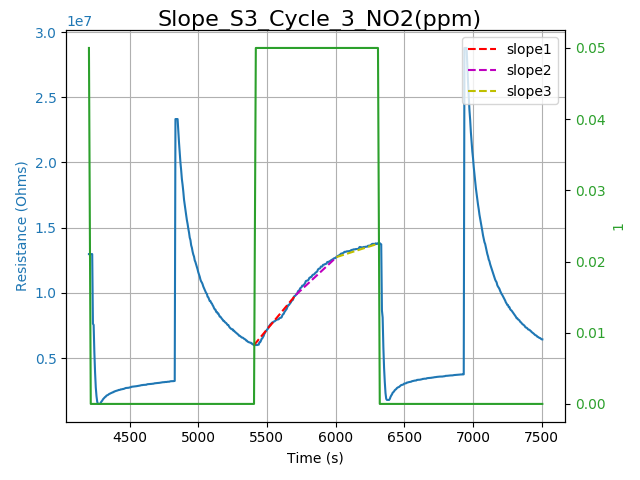 Slope_S3_Cycle_3_NO2(ppm)
1e7
3.0
2.5
2.0
1.5
1.0
0.5
Resistance (Ohms)
slope1
slope2
slope3
0.05
0.04
0.03
0.02
0.01
0.00
1
4500 5000 5500 6000 6500 7000 7500
Time (s)